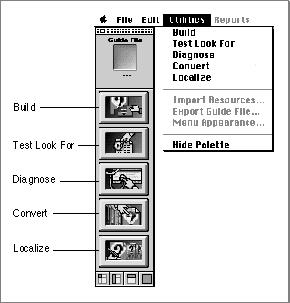 File Edit Utilities Reports
Guide File
Build
Test Look For
Diagnose
Convert
Localize
Import Resources...
Export Guide File...
Menu Appearance...
Hide Palette
Build
Test Look For
Diagnose
Convert
Localize